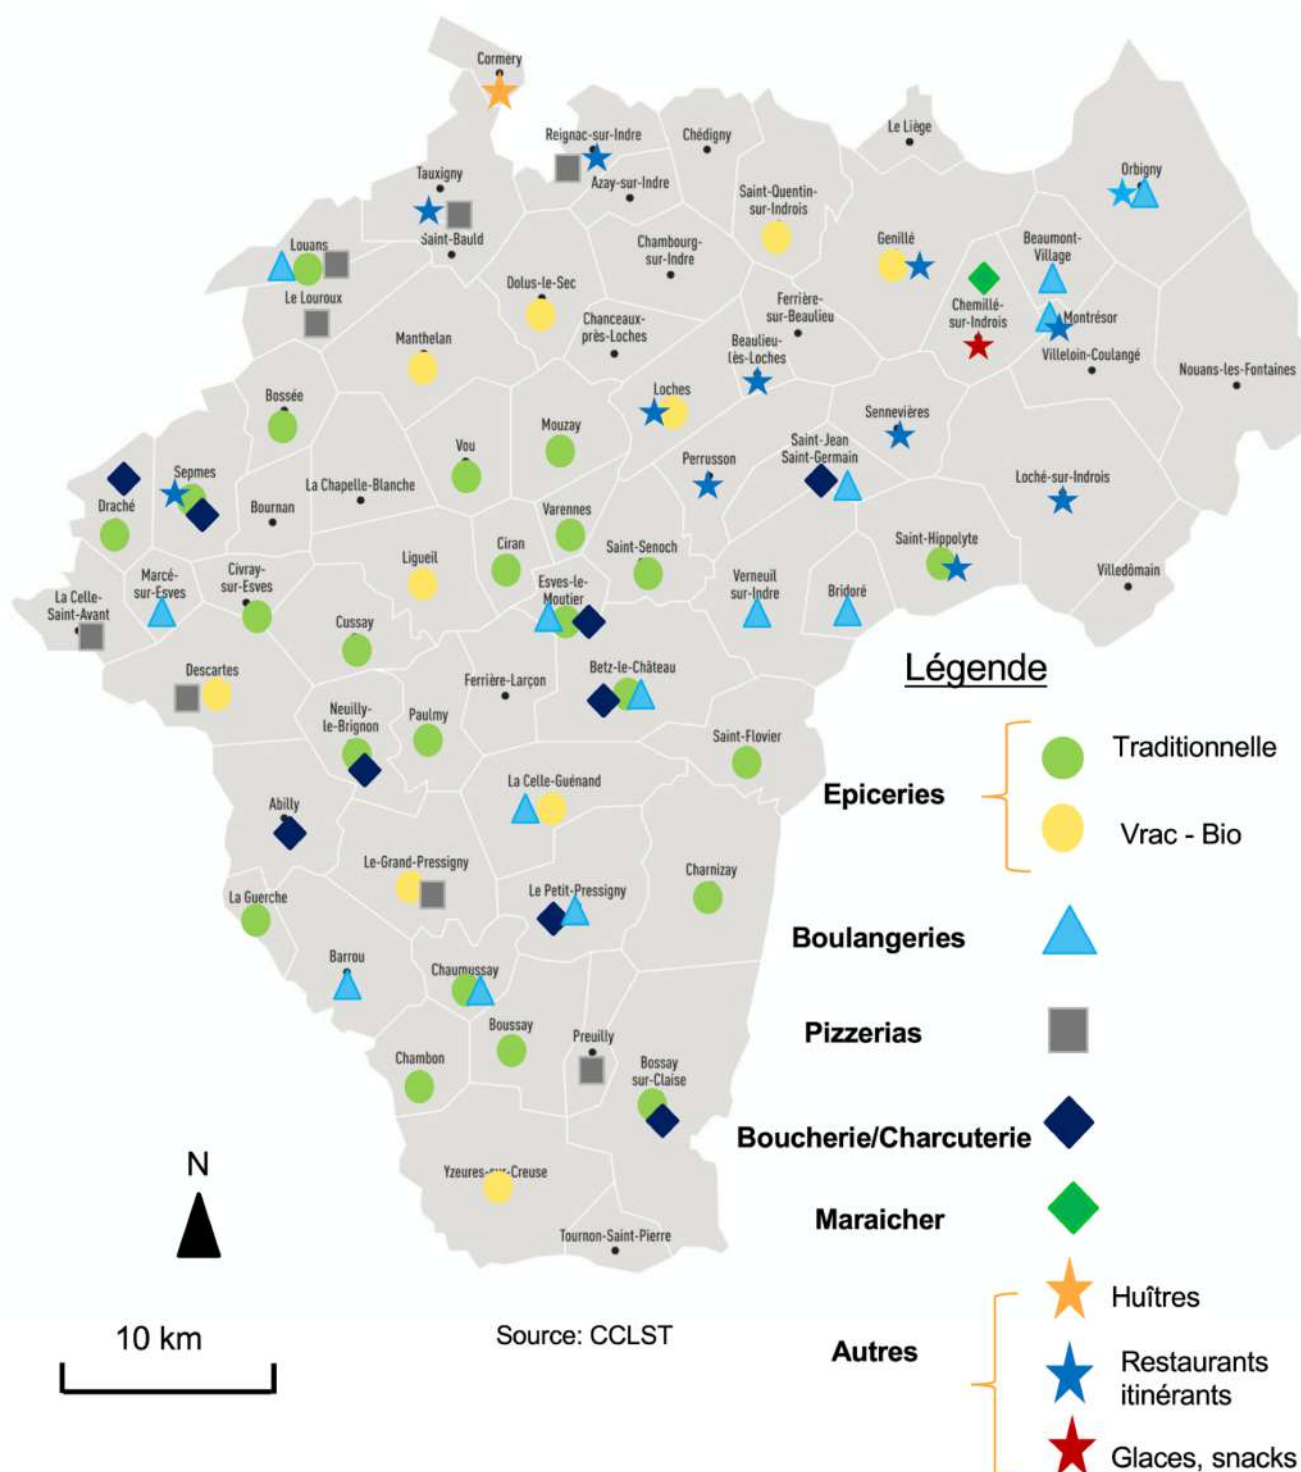 Cormery
Reignac-sur-Indre
Chédigny
Le Liège
Tauxigny
Azay-sur-Indre
Orbigny
Saint-Quentin-
sur-Indrois
Louans
Saint-Bauld
Chambourg-
sur-Indre
Genillé
Beaumont-
Village
Le Louroux
Dolus-le-Sec
Ferrière-
sur-Beaulieu
Chemillé-
sur-Indrois
Montrésor
Manthelan
Chanceaux-
près-Loches
Beaulieu-
lès-Loches
Villeloin-Coulangé
Nouans-les-Fontaines
Bossée
Loches
Sennevières
Vou
Mouzay
Saint-Jean
Saint-Germain
Perrusson
Sepmes
La Chapelle-Blanche
Loché-sur-Indrois
Draché
Bournan
Varennes
Ciran
Saint-Senoch
Saint-Hippolyte
Ligueil
Villedômain
La Celle-
Saint-Avant
Marcé-
sur-Esves
Civray-
sur-Esves
Esves-le-
Moutier
Verneuil
sur-Indre
Bridoré
Cussay
Descartes
Ferrière-Larçon
Betz-le-Château
Neuilly-
le-Brignon
Paulmy
Saint-Flovier
La Celle-Guénand
Abilly
Le-Grand-Pressigny
Charnizay
La Guerche
Le Petit-Pressigny
Barrou
Chaumussay
Boussay
Preuilly
Chambon
Bossay
sur-Claise
Yzeures-sur-Creuse
Tournon-Saint-Pierre
Légende
Epiceries
Traditionnelle
Vrac - Bio
Boulangeries
Pizzerias
Boucherie/Charcuterie
Maraicher
Autres
Huîtres
Restaurants
itinérants
Glaces, snacks
N
10 km
Source: CCLST